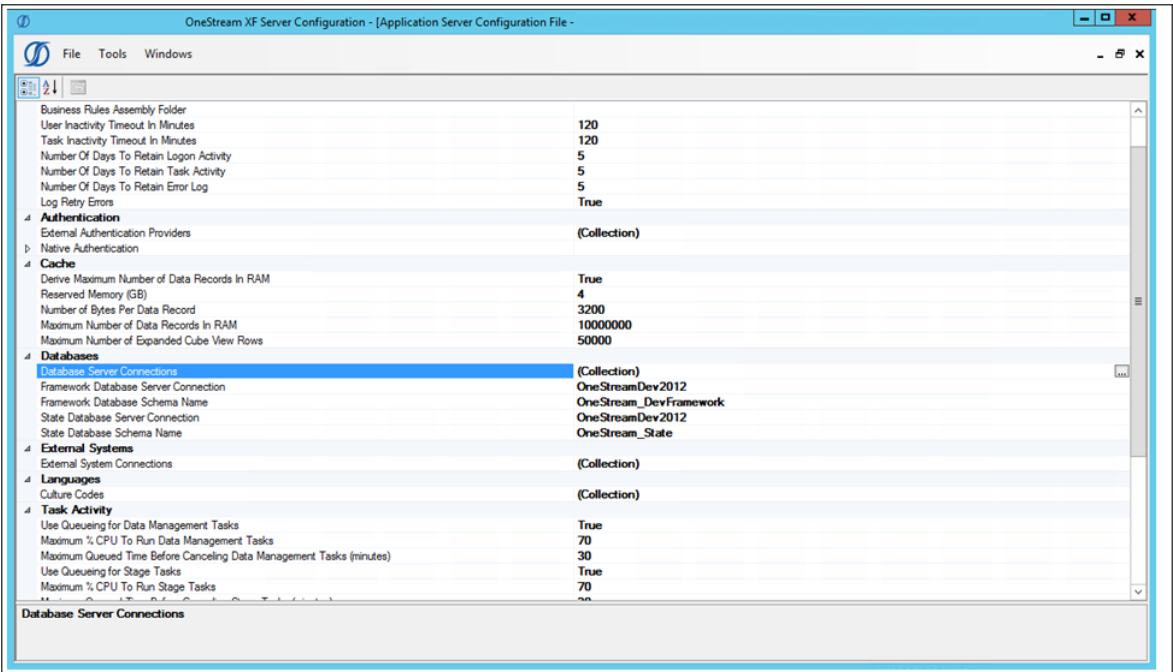 OneStream XF Server Configuration - [Application Server Configuration File -
File Tools Windows
Business Rules Assembly Folder
User Inactivity Timeout In Minutes 120
Task Inactivity Timeout In Minutes 120
Number Of Days To Retain Logon Activity 5
Number Of Days To Retain Task Activity 5
Number Of Days To Retain Error Log 5
Log Retry Errors True
Authentication
External Authentication Providers (Collection)
Native Authentication
Cache
Derive Maximum Number of Data Records In RAM True
Reserved Memory (GB) 4
Number of Bytes Per Data Record 3200
Maximum Number of Data Records In RAM 10000000
Maximum Number of Expanded Cube View Rows 50000
Databases
Database Server Connections (Collection) ...
Framework Database Server Connection OneStreamDev2012
Framework Database Schema Name OneStream_DevFramework
State Database Server Connection OneStreamDev2012
State Database Schema Name OneStream_State
External Systems
External System Connections (Collection)
Languages
Culture Codes (Collection)
Task Activity
Use Queueing for Data Management Tasks True
Maximum % CPU To Run Data Management Tasks 70
Maximum Queued Time Before Canceling Data Management Tasks (minutes) 30
Use Queueing for Stage Tasks True
Maximum % CPU To Run Stage Tasks 70
Database Server Connections